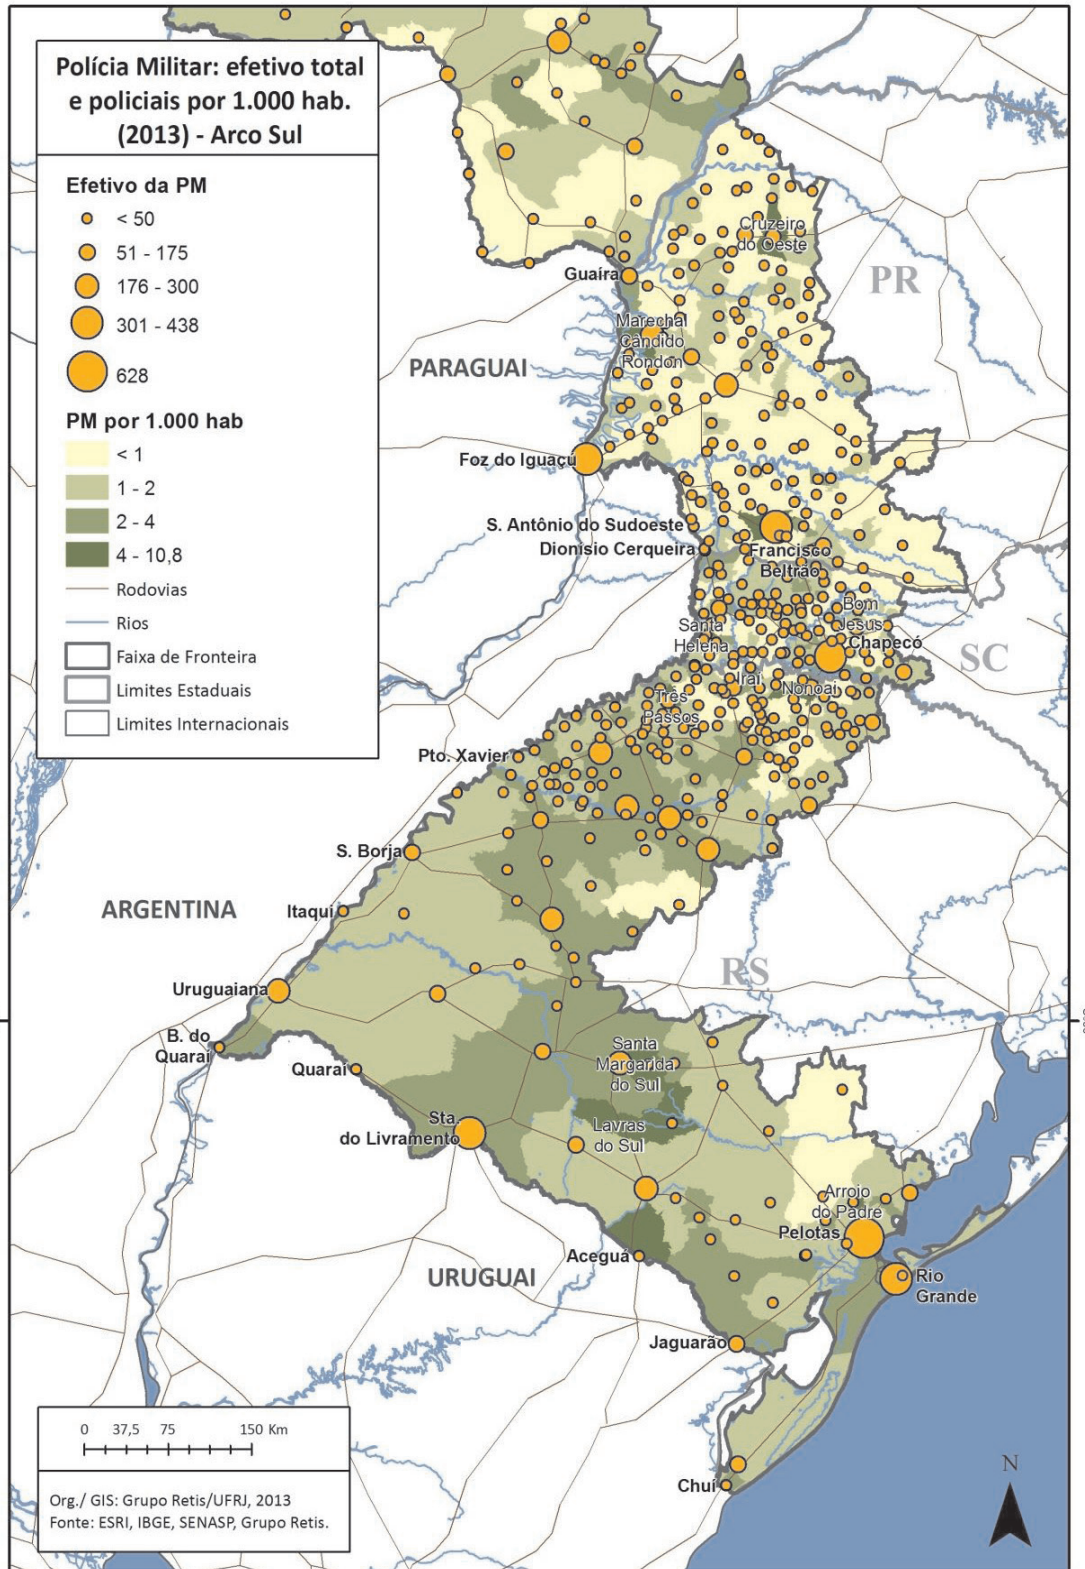 Polícia Militar: efetivo total
e policiais por 1.000 hab.
(2013) - Arco Sul
Efetivo da PM
< 50
51 - 175
176 - 300
301 - 438
628
PM por 1.000 hab
< 1
1 - 2
2 - 4
4 - 10,8
Rodovias
Rios
Faixa de Fronteira
Limites Estaduais
Limites Internacionais
Cruzeiro
do Oeste
PR
Guaíra
Marechal
Cândido
Rondon
PARAGUAI
Foz do Iguaçú
S. Antônio do Sudoeste
Dionísio Cerqueira
Francisco
Beltrão
Bom
Jesus
Santa
Helena
Chapecó
SC
Iraí
Nonoai
Três
Passos
Pto. Xavier
S. Borja
ARGENTINA
Itaqui
RS
Uruguaiana
B. do
Quaraí
Quaraí
Santa
Margarida
do Sul
Sta.
do Livramento
Lavras
do Sul
Arroio
do Padre
Pelotas
Aceguá
URUGUAI
Rio
Grande
Jaguarão
Chuí
0 37,5 75 150 Km
Org./ GIS: Grupo Retis/UFRJ, 2013
Fonte: ESRI, IBGE, SENASP, Grupo Retis.
N